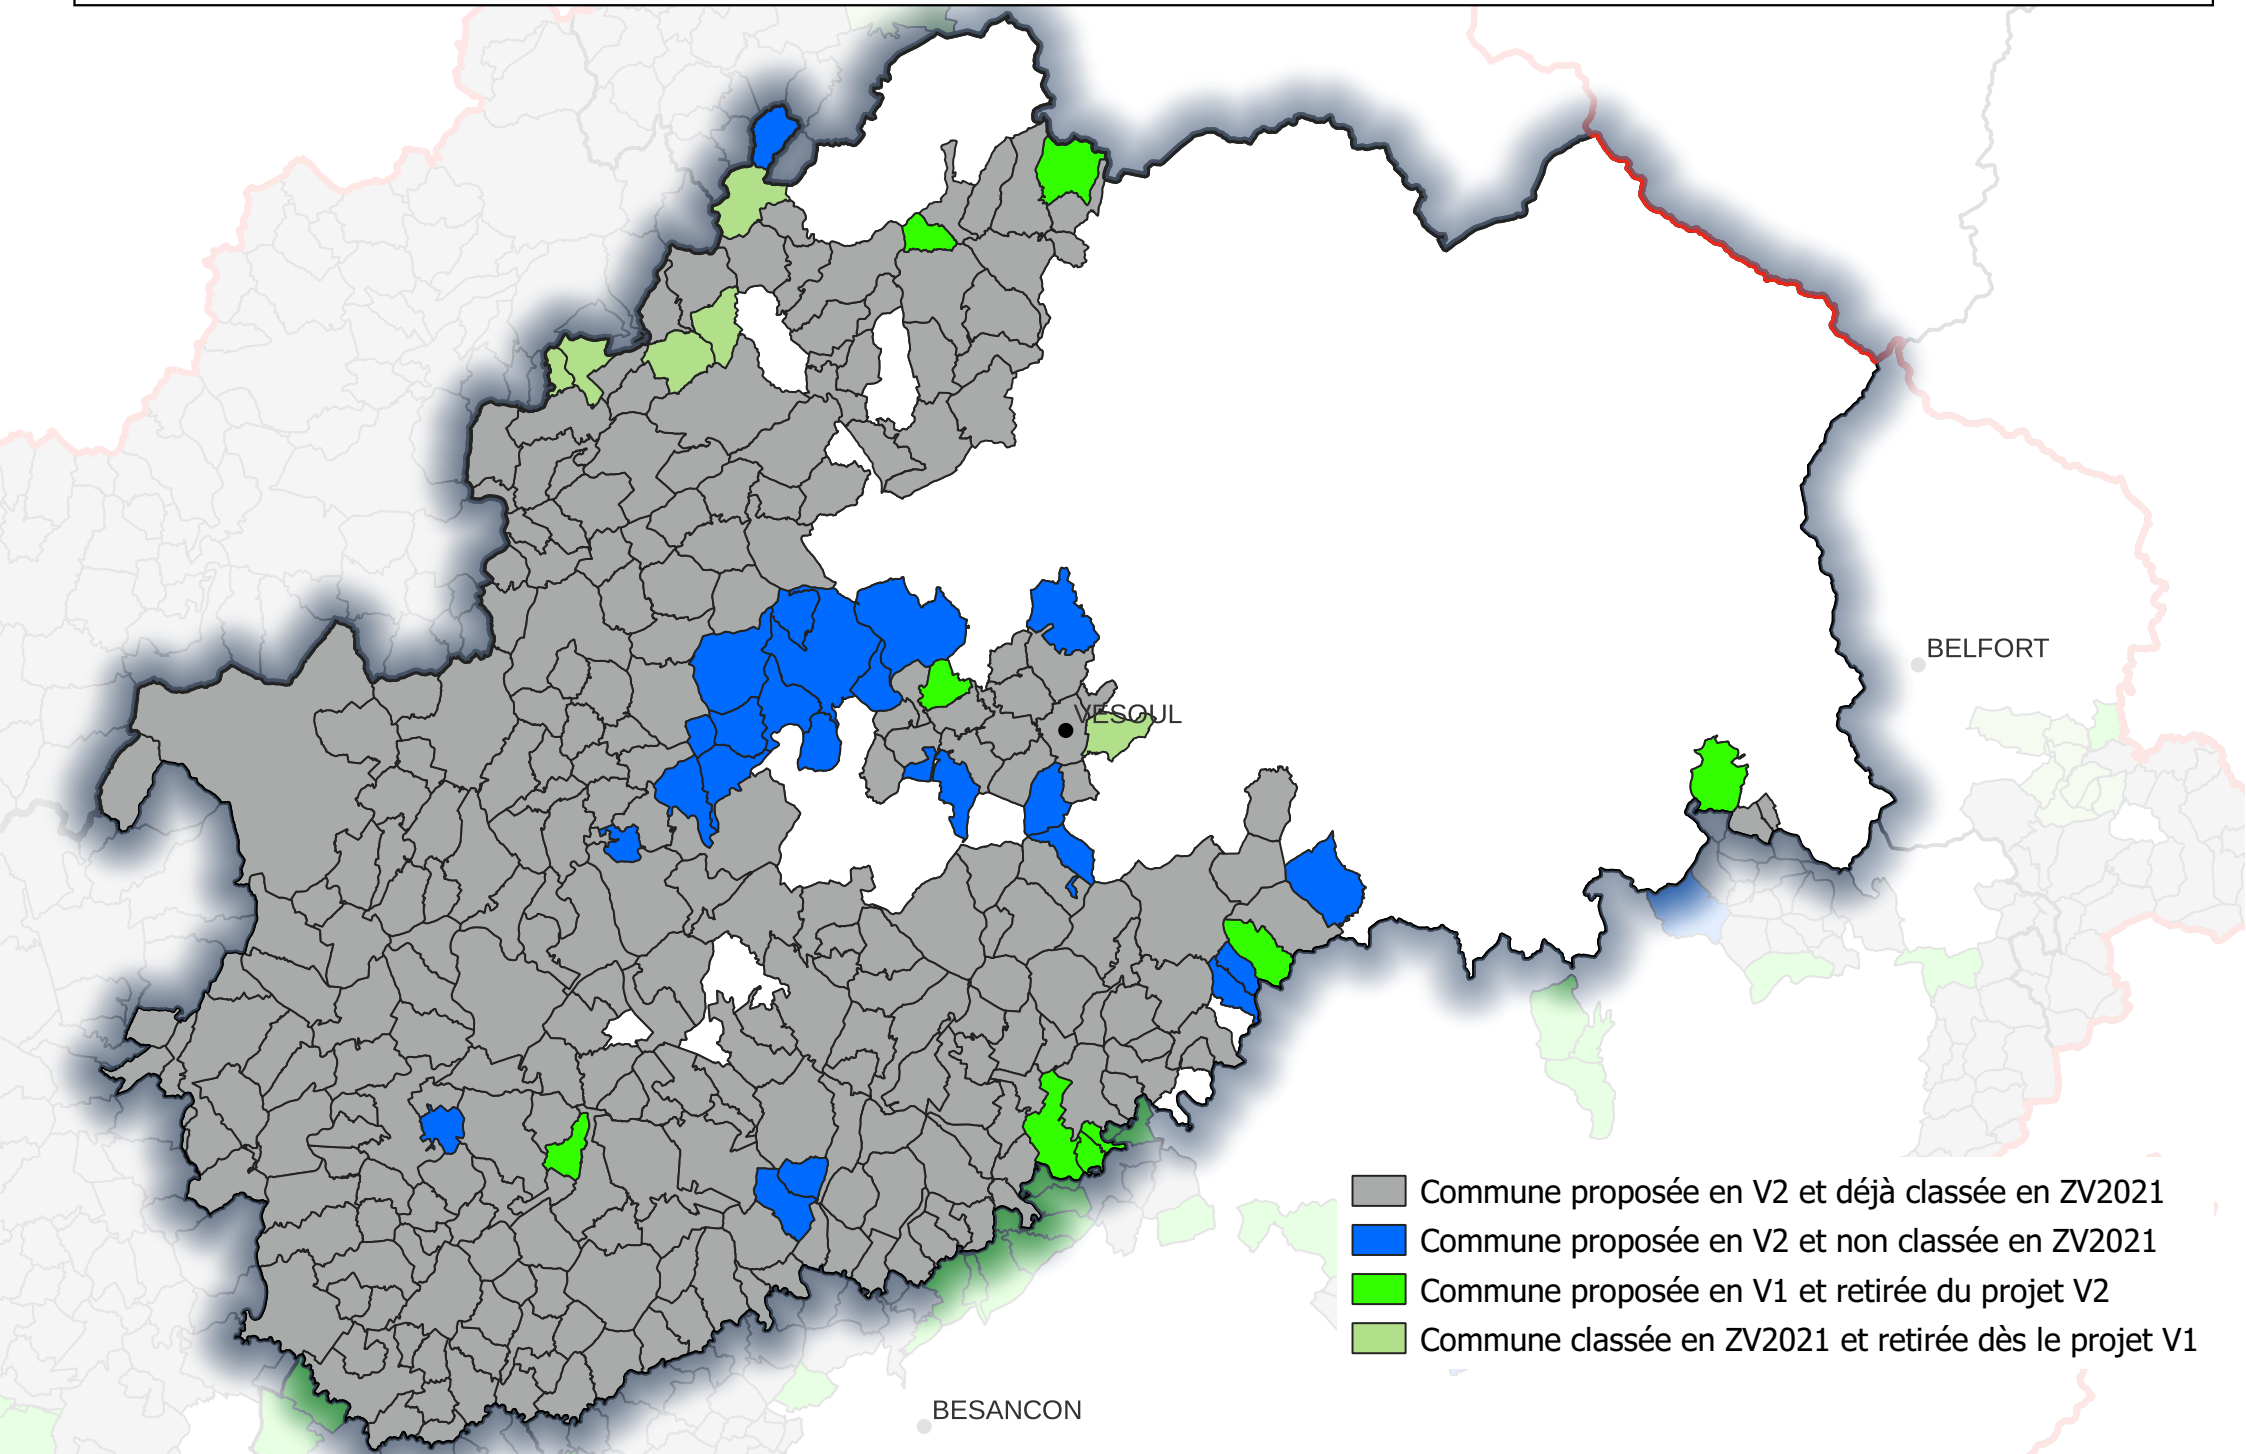 BELFORT
VESOUL
Commune proposée en V2 et déjà classée en ZV2021
Commune proposée en V2 et non classée en ZV2021
Commune proposée en V1 et retirée du projet V2
Commune classée en ZV2021 et retirée dès le projet V1
BESANCON